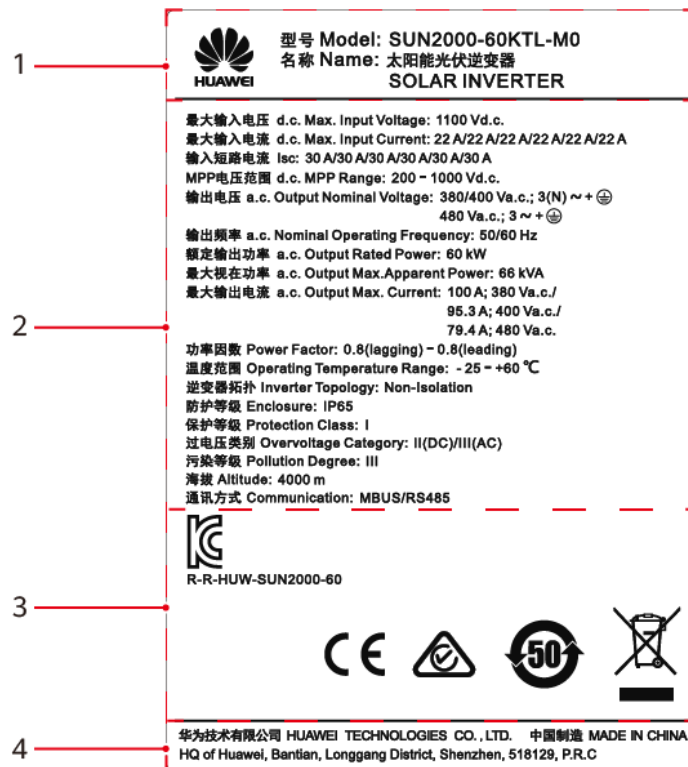 1
HUAWEI
型号 Model: SUN2000-60KTL-M0
名称 Name: 太阳能光伏逆变器
SOLAR INVERTER
2
最大输入电压 d.c. Max. Input Voltage: 1100 Vd.c.
最大输入电流 d.c. Max. Input Current: 22 A/22 A/22 A/22 A/22 A/22 A
输入短路电流 Isc: 30 A/30 A/30 A/30 A/30 A/30 A
MPP电压范围 d.c. MPP Range: 200 - 1000 Vd.c.
输出电压 a.c. Output Nominal Voltage: 380/400 Va.c.; 3(N) ~ + ⏚
480 Va.c.; 3 ~ + ⏚
输出频率 a.c. Nominal Operating Frequency: 50/60 Hz
额定输出功率 a.c. Output Rated Power: 60 kW
最大视在功率 a.c. Output Max.Apparent Power: 66 kVA
最大输出电流 a.c. Output Max. Current: 100 A; 380 Va.c./
95.3 A; 400 Va.c./
79.4 A; 480 Va.c.
功率因数 Power Factor: 0.8(lagging) - 0.8(leading)
温度范围 Operating Temperature Range: - 25 - +60 ℃
逆变器拓扑 Inverter Topology: Non-Isolation
防护等级 Enclosure: IP65
保护等级 Protection Class: I
过电压类别 Overvoltage Category: II(DC)/III(AC)
污染等级 Pollution Degree: III
海拔 Altitude: 4000 m
通讯方式 Communication: MBUS/RS485
3
R-R-HUW-SUN2000-60
CE
50
4
华为技术有限公司 HUAWEI TECHNOLOGIES CO., LTD. 中国制造 MADE IN CHINA
HQ of Huawei, Bantian, Longgang District, Shenzhen, 518129, P.R.C